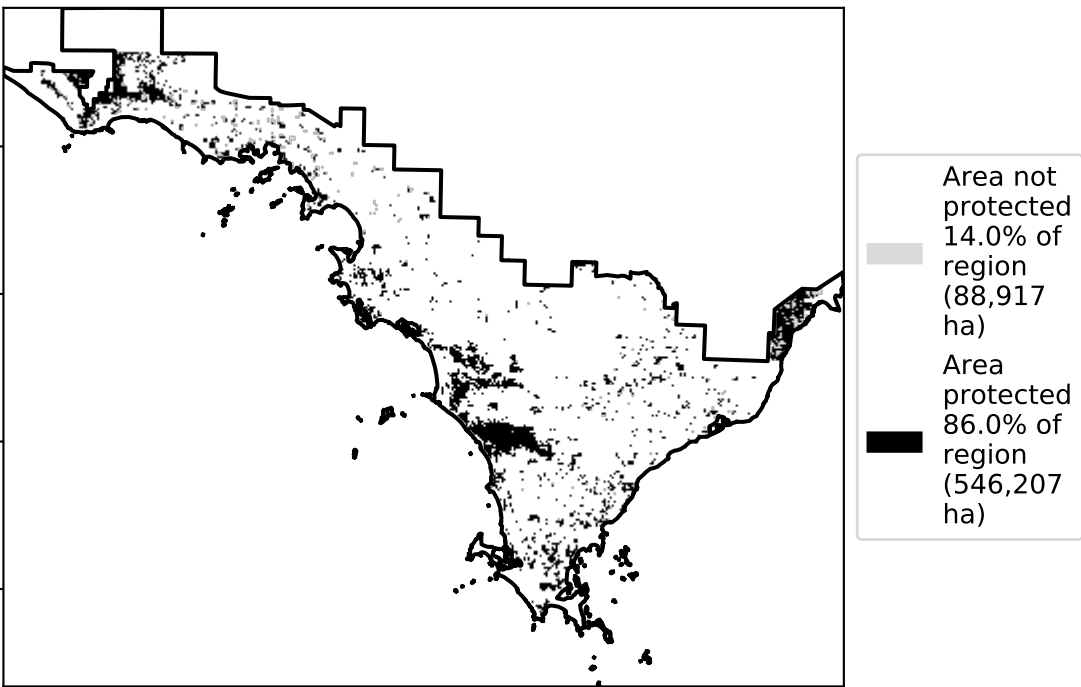 Area not
protected
14.0% of
region
(88,917
ha)
Area
protected
86.0% of
region
(546,207
ha)